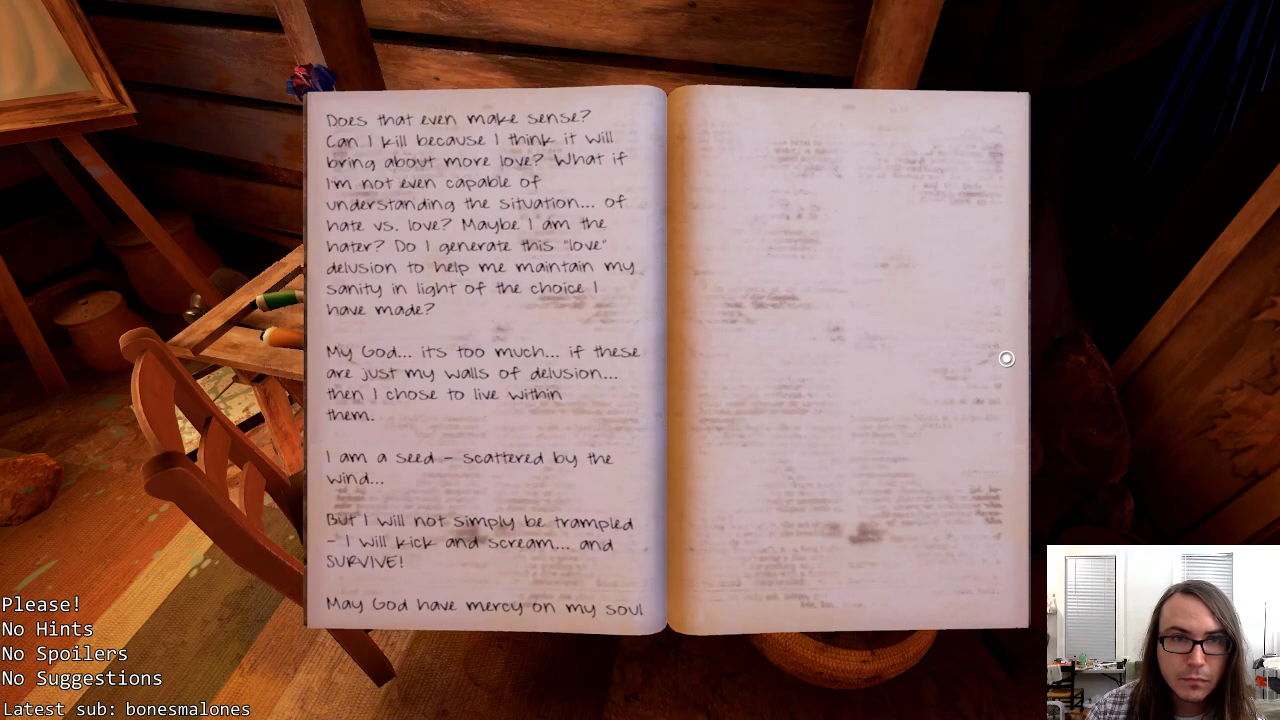 Does that even make sense?
Can I kill because I think it will
bring about more love? What if
I'm not even capable of
understanding the situation... of
hate vs. love? Maybe I am the
hater? Do I generate this "love"
delusion to help me maintain my
sanity in light of the choice I
have made?
My God... it's too much... if these
are just my walls of delusion...
then I chose to live within
them.
I am a seed - scattered by the
wind...
But I will not simply be trampled
- I will kick and scream... and
SURVIVE!
May God have mercy on my soul
Please!
No Hints
No Spoilers
No Suggestions
Latest sub: bonesmalones